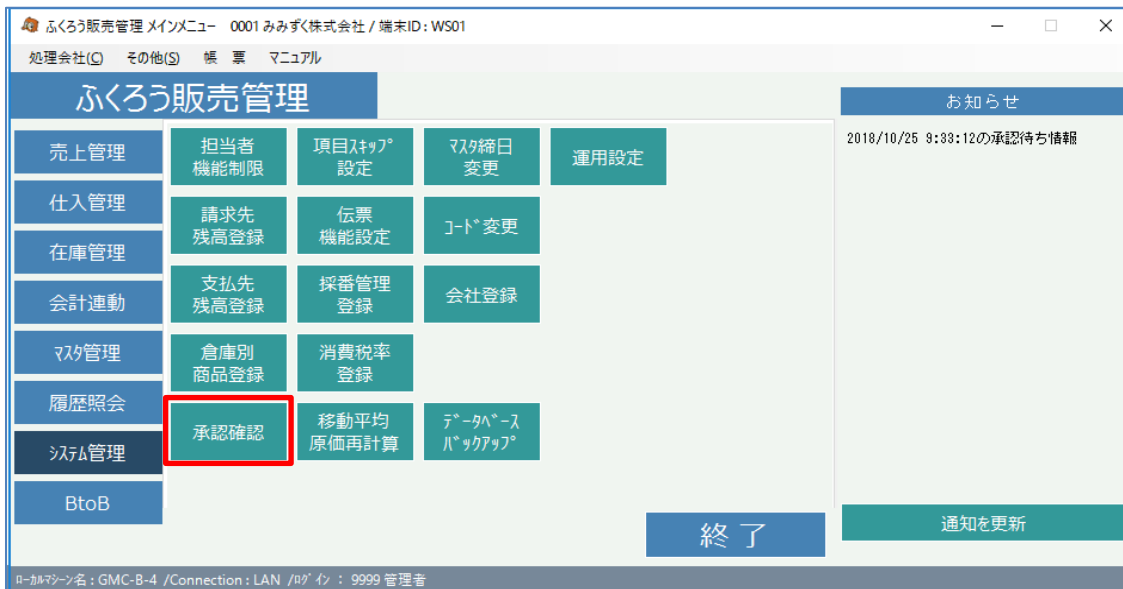 ふくろう販売管理 メインメニュー 0001 みみずく株式会社 / 端末ID : WS01
処理会社(C) その他(S) 帳 票 マニュアル
ふくろう販売管理
お知らせ
2018/10/25 9:33:12の承認待ち情報
売上管理
仕入管理
在庫管理
会計連動
ﾏｽﾀ管理
履歴照会
ｼｽﾃﾑ管理
BtoB
担当者
機能制限
項目ｽｷｯﾌﾟ
設定
ﾏｽﾀ締日
変更
運用設定
請求先
残高登録
伝票
機能設定
ｺｰﾄﾞ変更
支払先
残高登録
採番管理
登録
会社登録
倉庫別
商品登録
消費税率
登録
承認確認
移動平均
原価再計算
ﾃﾞｰﾀﾍﾞｰｽ
ﾊﾞｯｸｱｯﾌﾟ
終 了
通知を更新
ﾛｰｶﾙﾏｼｰﾝ名 : GMC-B-4 /Connection : LAN /ﾛｸﾞｲﾝ : 9999 管理者